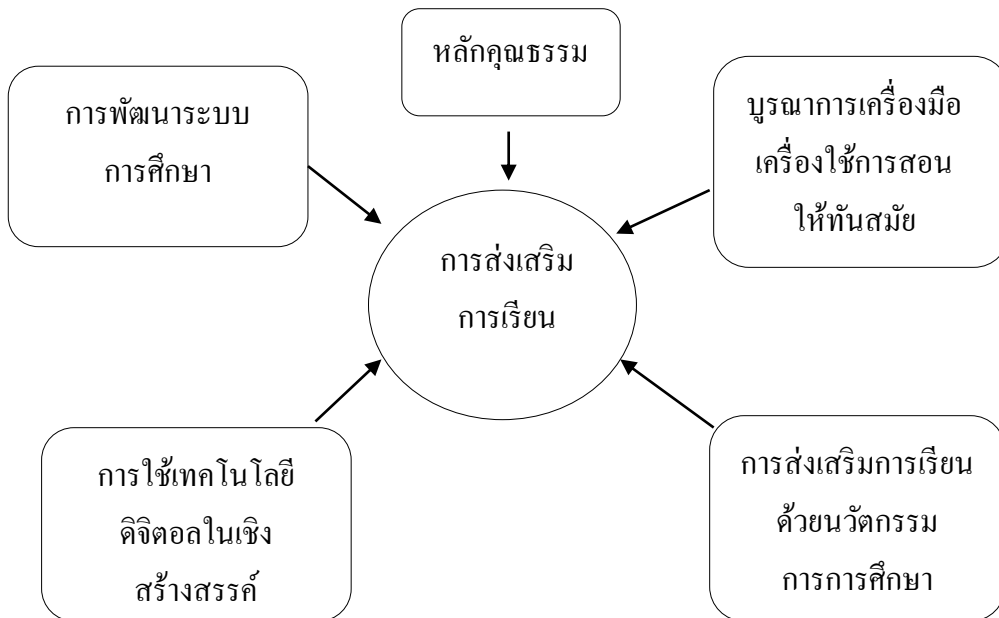 หลักคุณธรรม
การพัฒนาระบบ
การศึกษา
บูรณาการเครื่องมือ
เครื่องใช้การสอน
ให้ทันสมัย
การส่งเสริม
การเรียน
การใช้เทคโนโลยี
ดิจิตอลในเชิง
สร้างสรรค์
การส่งเสริมการเรียน
ด้วยนวัตกรรม
การการศึกษา